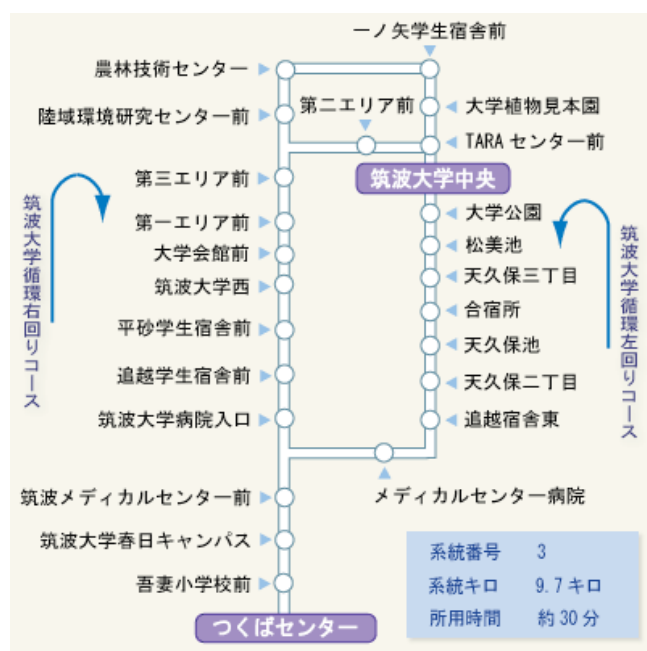 一ノ矢学生宿舎前
農林技術センター
大学植物見本園
第二エリア前
陸域環境研究センター前
TARAセンター前
筑波大学中央
第三エリア前
大学公園
第一エリア前
松美池
大学会館前
天久保三丁目
筑波大学西
合宿所
平砂学生宿舎前
天久保池
追越学生宿舎前
天久保二丁目
筑波大学病院入口
追越宿舎東
筑波大学循環右回りコース
筑波大学循環左回りコース
メディカルセンター病院
筑波メディカルセンター前
筑波大学春日キャンパス
吾妻小学校前
つくばセンター
系統番号 3
系統キロ 9.7キロ
所用時間 約30分